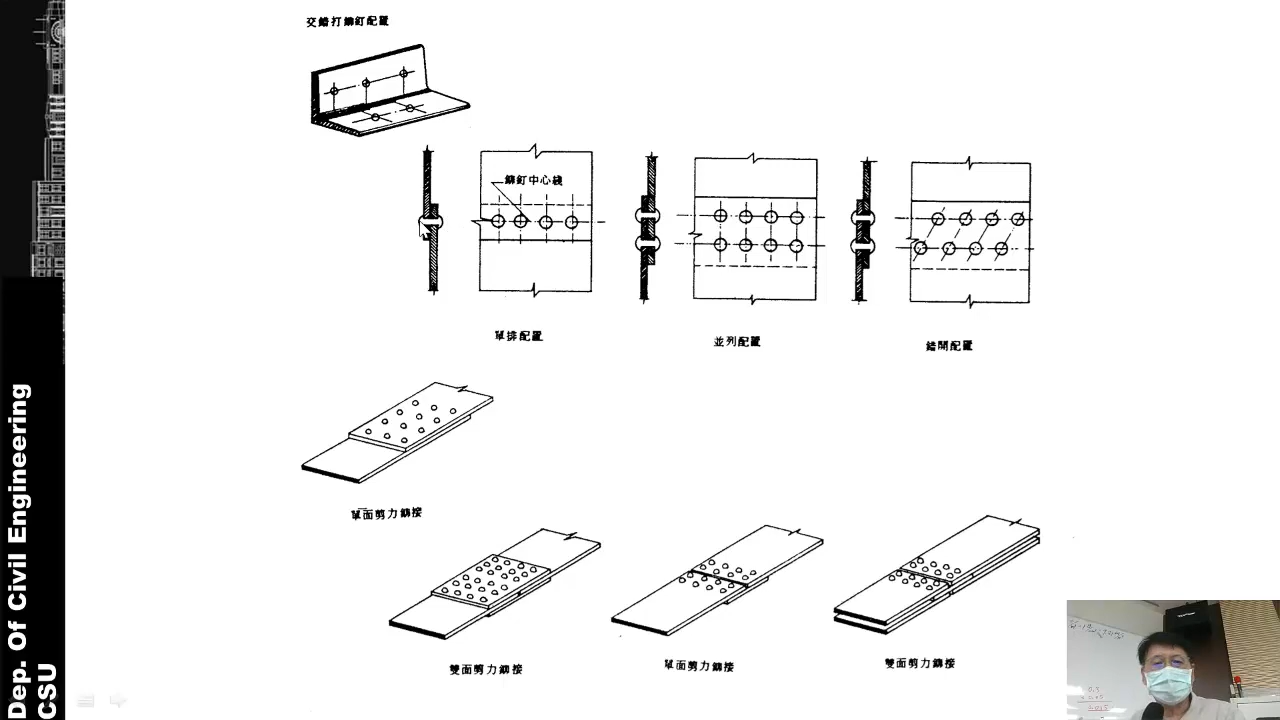 交錯打鉚釘配置
鉚釘中心綫
單排配置
並列配置
錯開配置
單面剪力鉚接
雙面剪力鉚接
單面剪力鉚接
雙面剪力鉚接
Dep. Of Civil Engineering
CSU